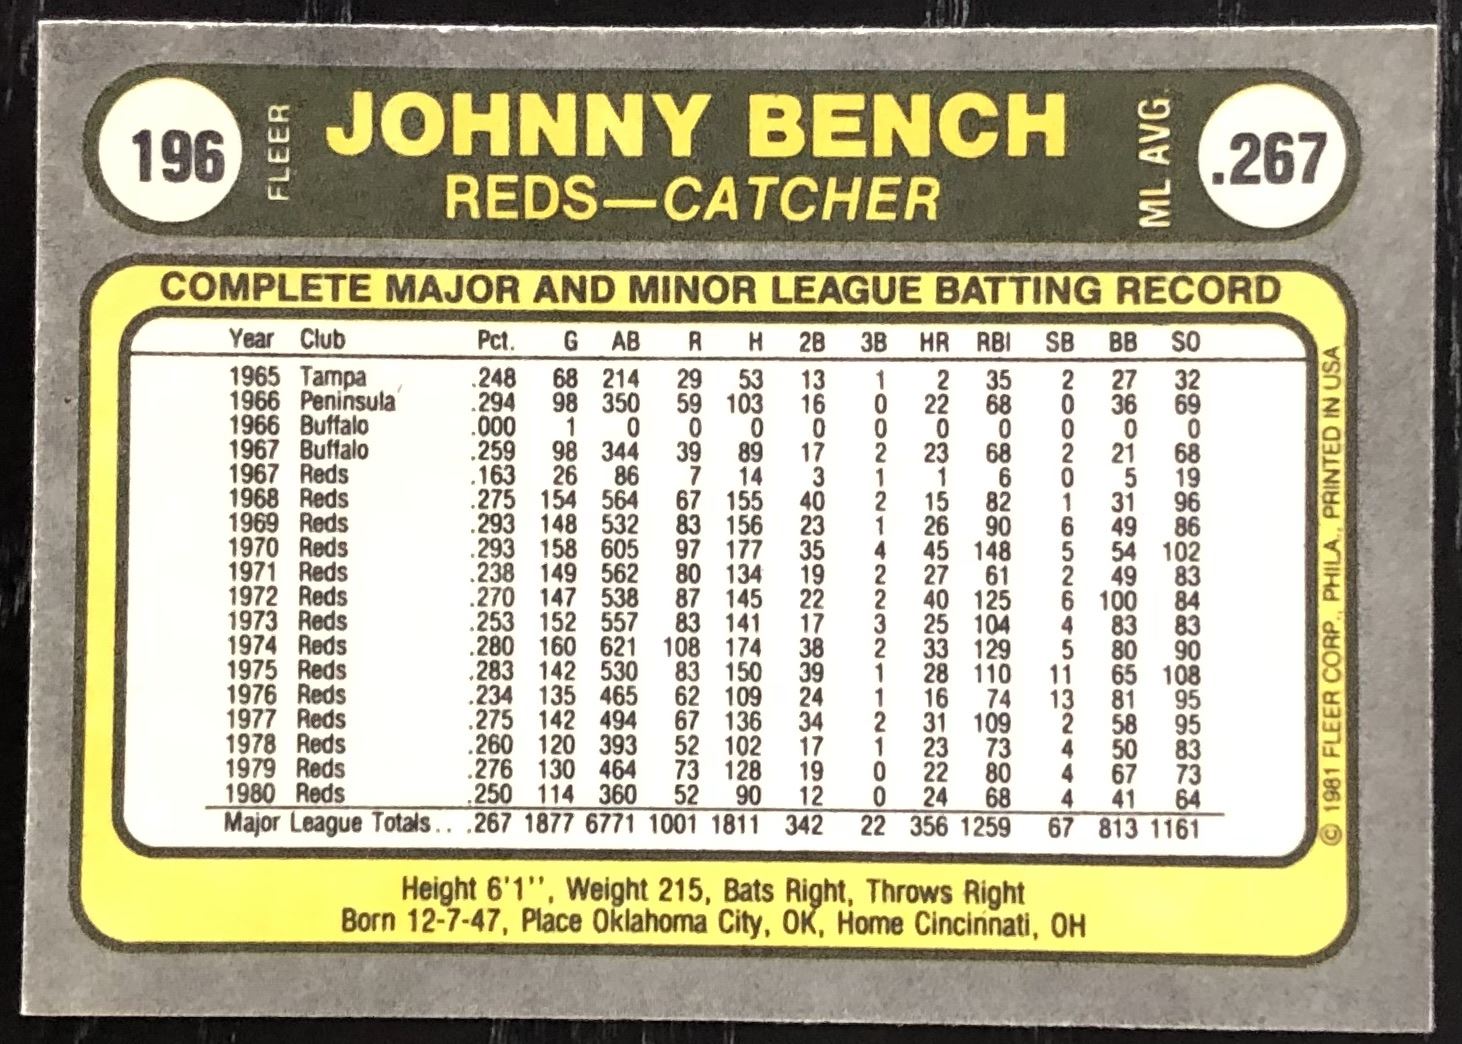 196 FLEER JOHNNY BENCH ML AVG. .267
REDS—CATCHER
COMPLETE MAJOR AND MINOR LEAGUE BATTING RECORD
Year Club Pct. G AB R H 2B 3B HR RBI SB BB SO
1965 Tampa .248 68 214 29 53 13 1 2 35 2 27 32
1966 Peninsula .294 98 350 59 103 16 0 22 68 0 36 69
1966 Buffalo .000 1 0 0 0 0 0 0 0 0 0 0
1967 Buffalo .259 98 344 39 89 17 2 23 68 2 21 68
1967 Reds .163 26 86 7 14 3 1 1 6 0 5 19
1968 Reds .275 154 564 67 155 40 2 15 82 1 31 96
1969 Reds .293 148 532 83 156 23 1 26 90 6 49 86
1970 Reds .293 158 605 97 177 35 4 45 148 5 54 102
1971 Reds .238 149 562 80 134 19 2 27 61 2 49 83
1972 Reds .270 147 538 87 145 22 2 40 125 6 100 84
1973 Reds .253 152 557 83 141 17 3 25 104 4 83 83
1974 Reds .280 160 621 108 174 38 2 33 129 5 80 90
1975 Reds .283 142 530 83 150 39 1 28 110 11 65 108
1976 Reds .234 135 465 62 109 24 1 16 74 13 81 95
1977 Reds .275 142 494 67 136 34 2 31 109 2 58 95
1978 Reds .260 120 393 52 102 17 1 23 73 4 50 83
1979 Reds .276 130 464 73 128 19 0 22 80 4 67 73
1980 Reds .250 114 360 52 90 12 0 24 68 4 41 64
Major League Totals.. .267 1877 6771 1001 1811 342 22 356 1259 67 813 1161
Height 6'1'', Weight 215, Bats Right, Throws Right
Born 12-7-47, Place Oklahoma City, OK, Home Cincinnati, OH
© 1981 FLEER CORP., PHILA., PRINTED IN USA